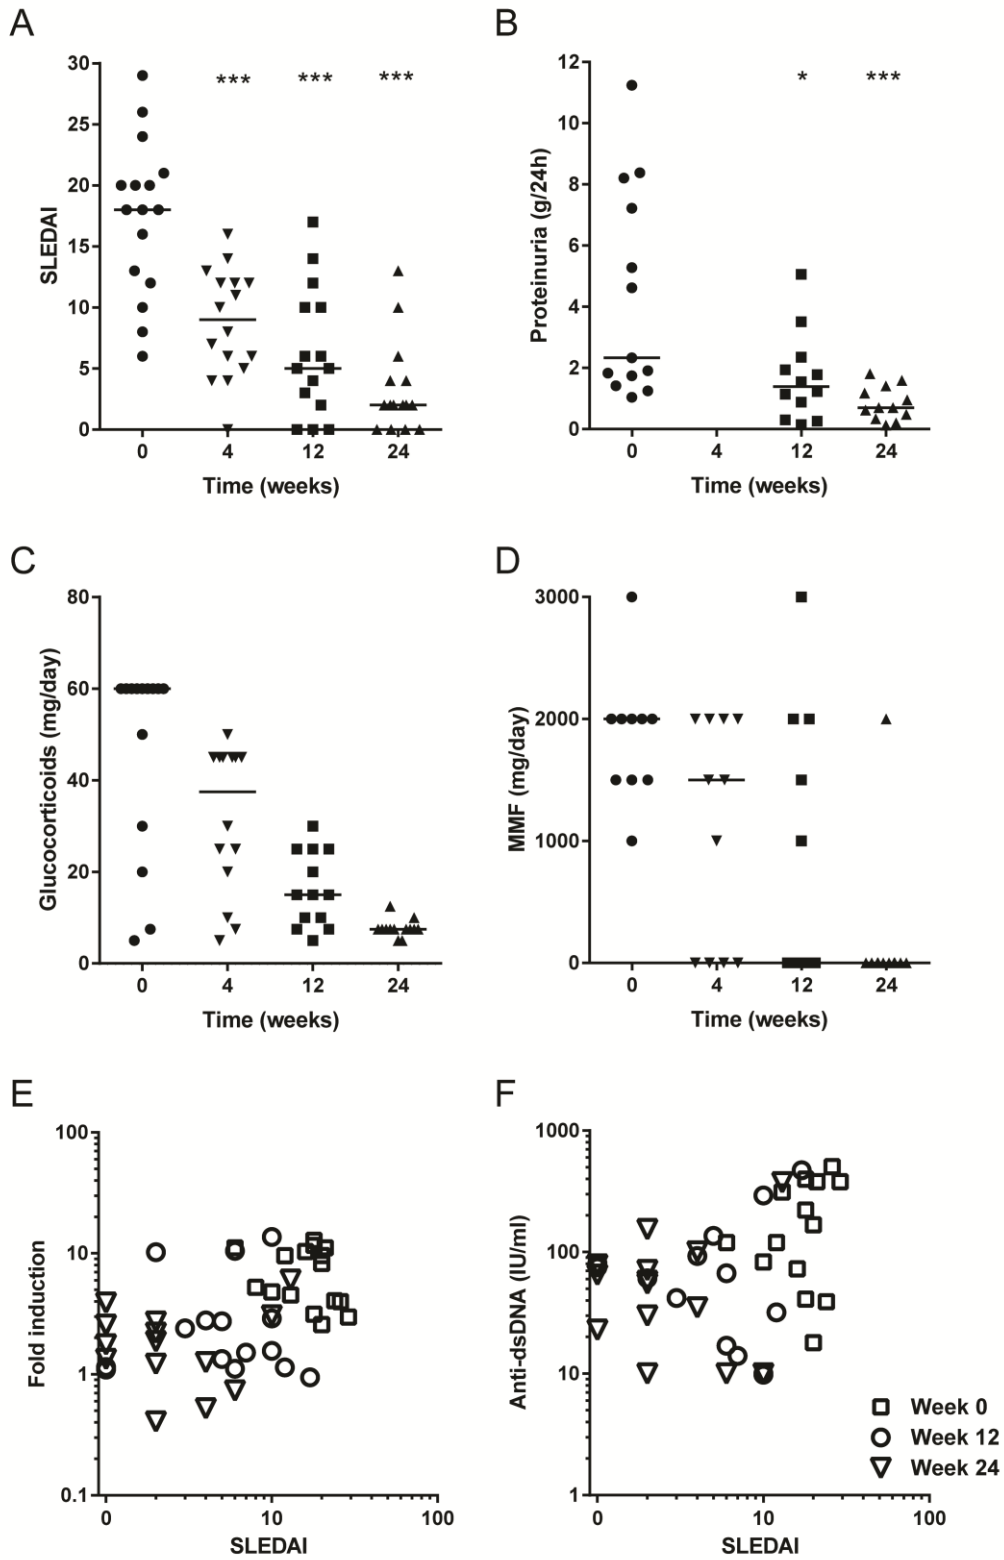 A
SLEDAI
30
25
20
15
10
5
0
*** *** ***
0 4 12 24
Time (weeks)
B
Proteinuria (g/24h)
12
10
8
6
4
2
0
* ***
0 4 12 24
Time (weeks)
C
Glucocorticoids (mg/day)
80
60
40
20
0
0 4 12 24
Time (weeks)
D
MMF (mg/day)
3000
2000
1000
0
0 4 12 24
Time (weeks)
E
Fold induction
100
10
1
0.1
0 10 100
SLEDAI
F
Anti-dsDNA (IU/ml)
1000
100
10
1
Week 0
Week 12
Week 24
0 10 100
SLEDAI